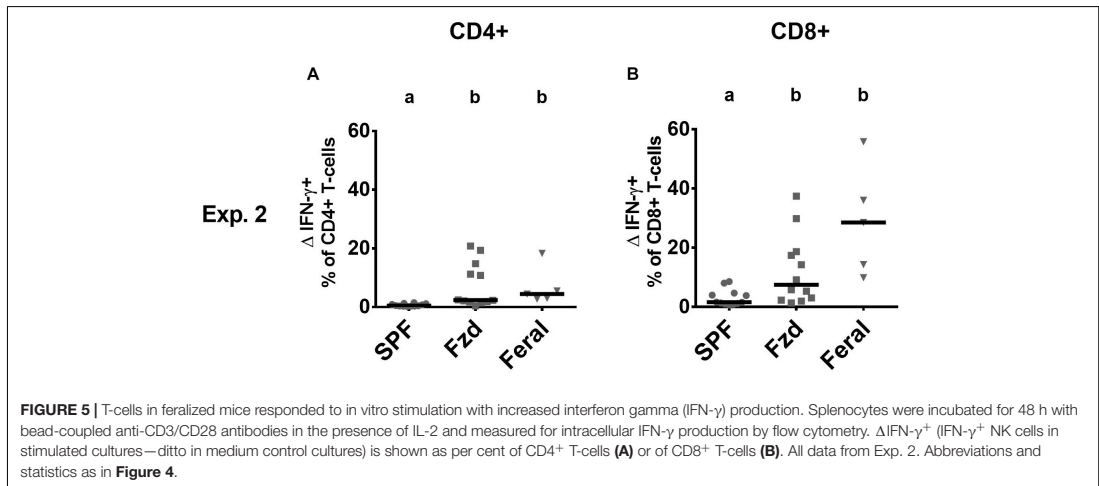 CD4+
CD8+
A
B
a b b
a b b
Δ IFN-γ+
% of CD4+ T-cells
60
40
20
0
Δ IFN-γ+
% of CD8+ T-cells
60
40
20
0
Exp. 2
SPF
Fzd
Feral
SPF
Fzd
Feral
FIGURE 5 | T-cells in feralized mice responded to in vitro stimulation with increased interferon gamma (IFN-γ) production. Splenocytes were incubated for 48 h with
bead-coupled anti-CD3/CD28 antibodies in the presence of IL-2 and measured for intracellular IFN-γ production by flow cytometry. ΔIFN-γ⁺ (IFN-γ⁺ NK cells in
stimulated cultures—ditto in medium control cultures) is shown as per cent of CD4⁺ T-cells (A) or of CD8⁺ T-cells (B). All data from Exp. 2. Abbreviations and
statistics as in Figure 4.